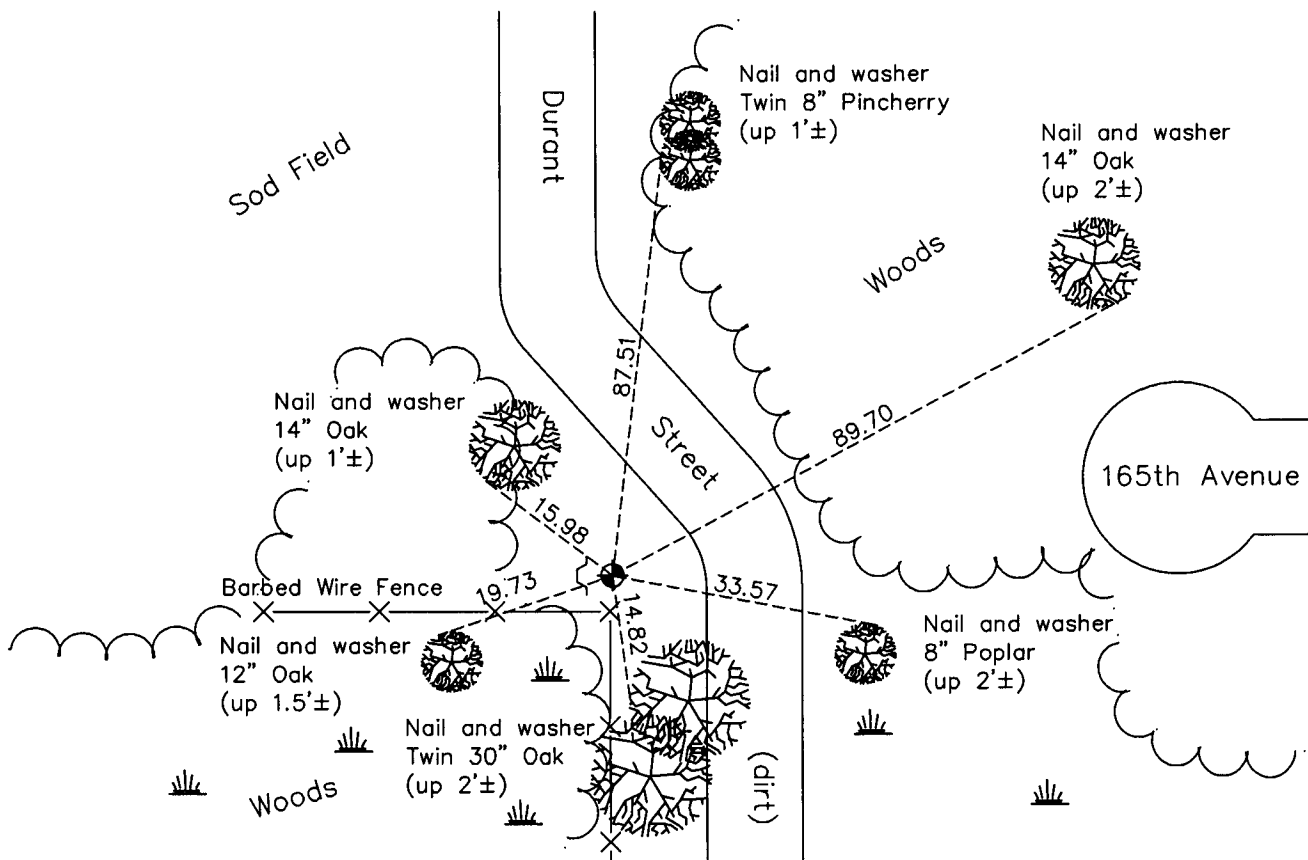 Nail and washer
Twin 8" Pincherry
(up 1'±)
Durant
Nail and washer
14" Oak
(up 2'±)
Sod Field
Woods
87.51
Nail and washer
14" Oak
(up 1'±)
Street
89.70
165th Avenue
15.98
Barbed Wire Fence
19.73
33.57
14.82
Nail and washer
12" Oak
(up 1.5'±)
Nail and washer
8" Poplar
(up 2'±)
Nail and washer
Twin 30" Oak
(up 2'±)
Woods
(dirt)